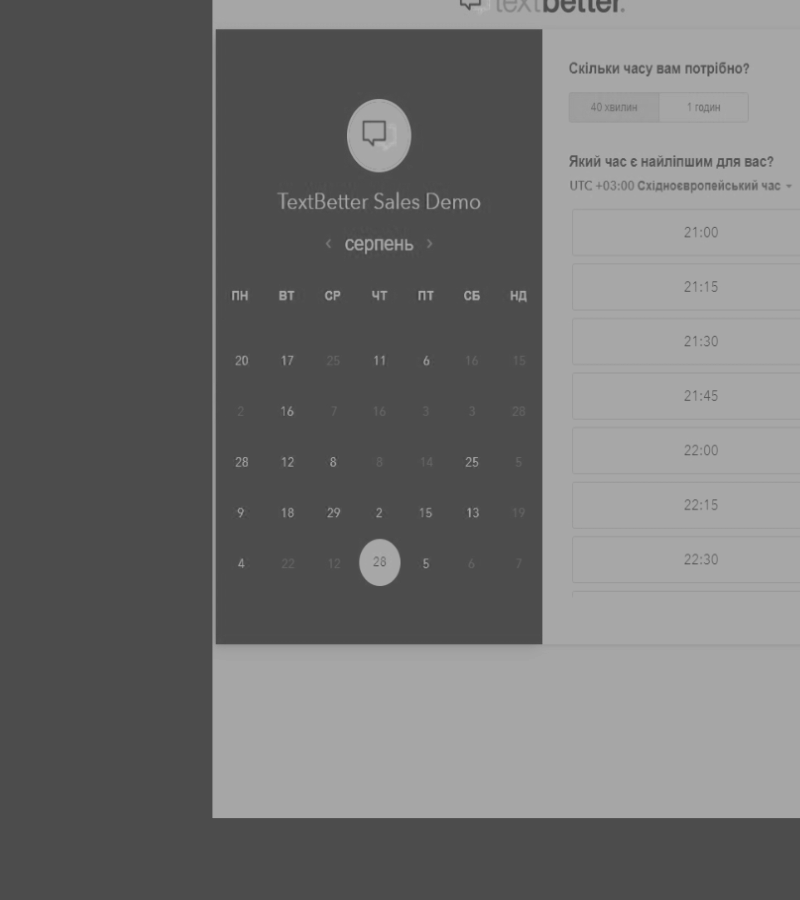 textbetter.
TextBetter Sales Demo
‹ серпень ›
ПН ВТ СР ЧТ ПТ СБ НД
20 17 25 11 6 16 15
2 16 7 16 3 3 28
28 12 8 8 14 25 5
9 18 29 2 15 13 19
4 22 12 28 5 6 7
Скільки часу вам потрібно?
40 хвилин 1 годин
Який час є найліпшим для вас?
UTC +03:00 Східноєвропейський час
21:00
21:15
21:30
21:45
22:00
22:15
22:30